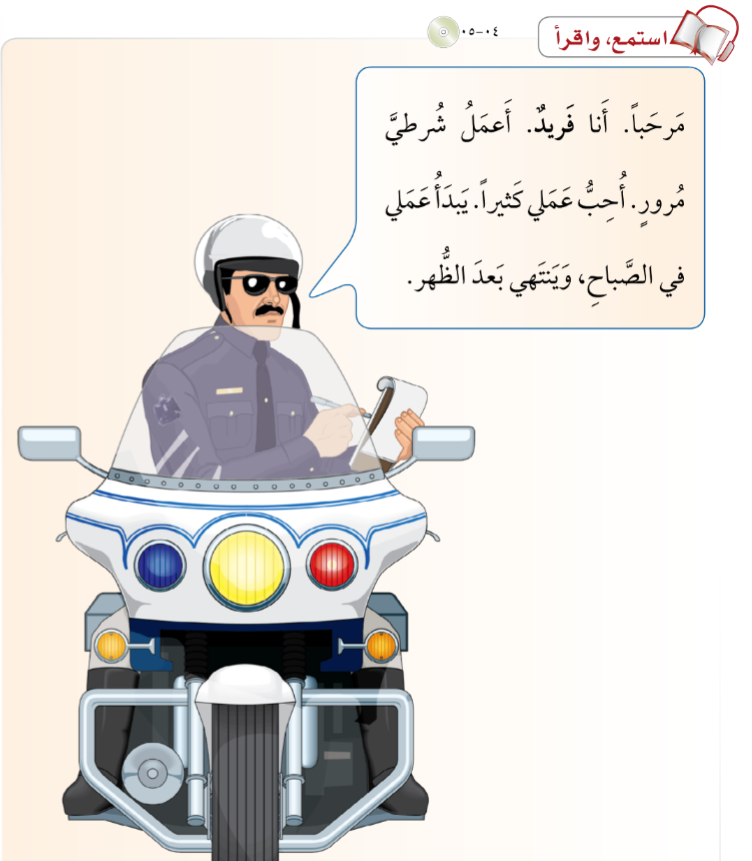 استمع، واقرأ
٠٤-٠٥
مَرحَباً. أَنا فَريدٌ. أَعمَلُ شُرطيَّ
مُرورٍ. أُحِبُّ عَمَلي كَثيراً. يَبدَأُ عَمَلي
في الصَّباحِ، وَيَنتَهي بَعدَ الظُّهر.